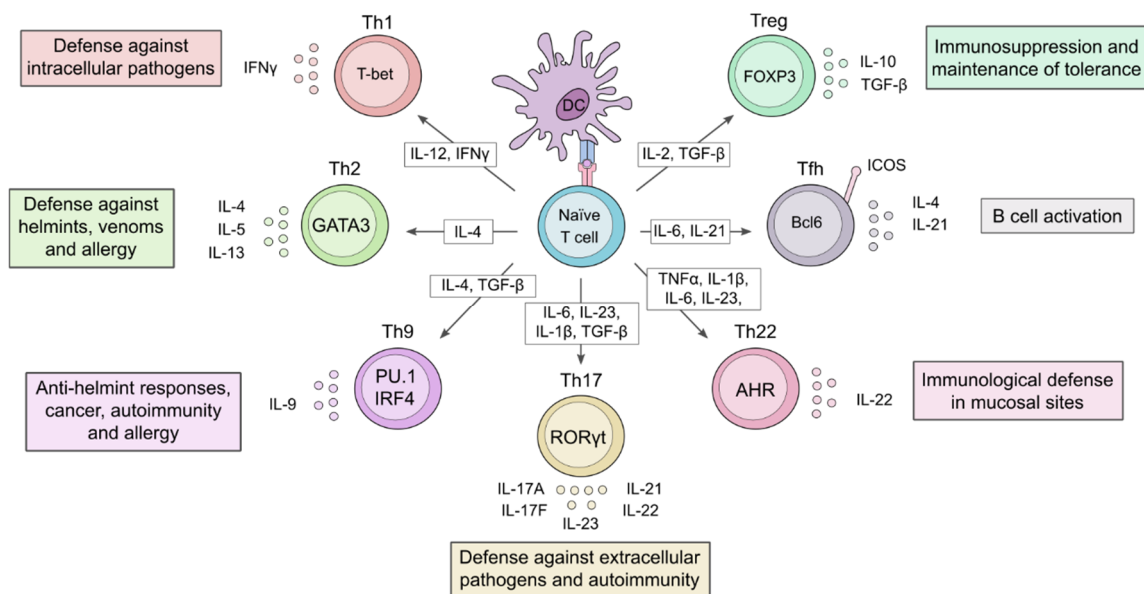 Th1
Defense against
intracellular pathogens
IFNγ
T-bet
IL-12, IFNγ
DC
Treg
FOXP3
IL-10
TGF-β
Immunosuppression and
maintenance of tolerance
IL-2, TGF-β
Th2
Defense against
helmints, venoms
and allergy
IL-4
IL-5
IL-13
GATA3
IL-4
Naïve
T cell
IL-6, IL-21
Tfh
ICOS
Bcl6
IL-4
IL-21
B cell activation
IL-4, TGF-β
IL-6, IL-23,
IL-1β, TGF-β
TNFα, IL-1β,
IL-6, IL-23,
Th9
Anti-helmint responses,
cancer, autoimmunity
and allergy
IL-9
PU.1
IRF4
Th17
RORγt
IL-17A
IL-17F
IL-23
IL-21
IL-22
Defense against extracellular
pathogens and autoimmunity
Th22
AHR
IL-22
Immunological defense
in mucosal sites